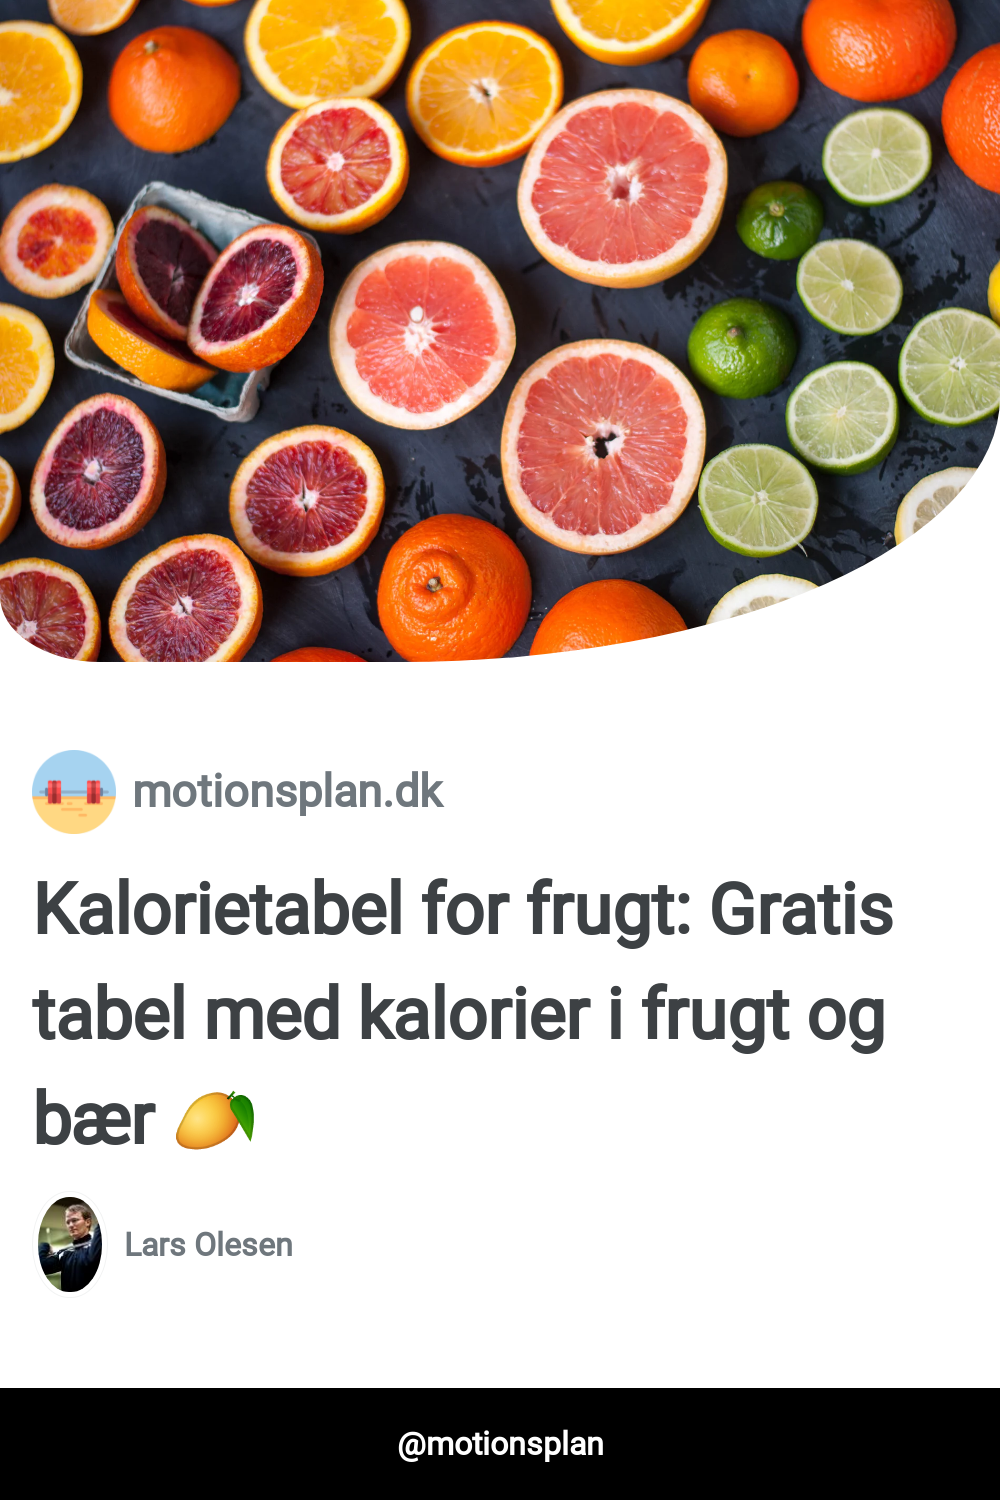 motionsplan.dk
Kalorietabel for frugt: Gratis
tabel med kalorier i frugt og
bær 🥭
Lars Olesen
@motionsplan